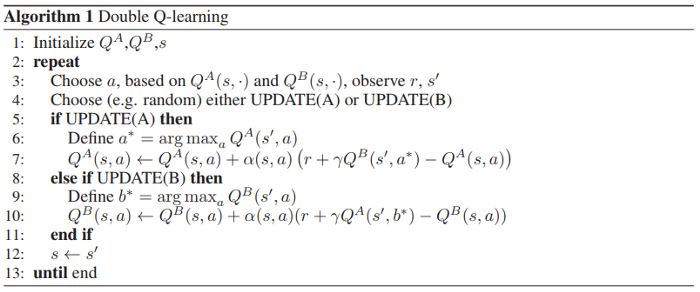 Algorithm 1 Double Q-learning
1: Initialize Q^A,Q^B,s
2: repeat
3: Choose a, based on Q^A(s, ·) and Q^B(s, ·), observe r, s′
4: Choose (e.g. random) either UPDATE(A) or UPDATE(B)
5: if UPDATE(A) then
6: Define a* = arg max_a Q^A(s′, a)
7: Q^A(s, a) ← Q^A(s, a) + α(s, a) (r + γQ^B(s′, a*) − Q^A(s, a))
8: else if UPDATE(B) then
9: Define b* = arg max_a Q^B(s′, a)
10: Q^B(s, a) ← Q^B(s, a) + α(s, a)(r + γQ^A(s′, b*) − Q^B(s, a))
11: end if
12: s ← s′
13: until end